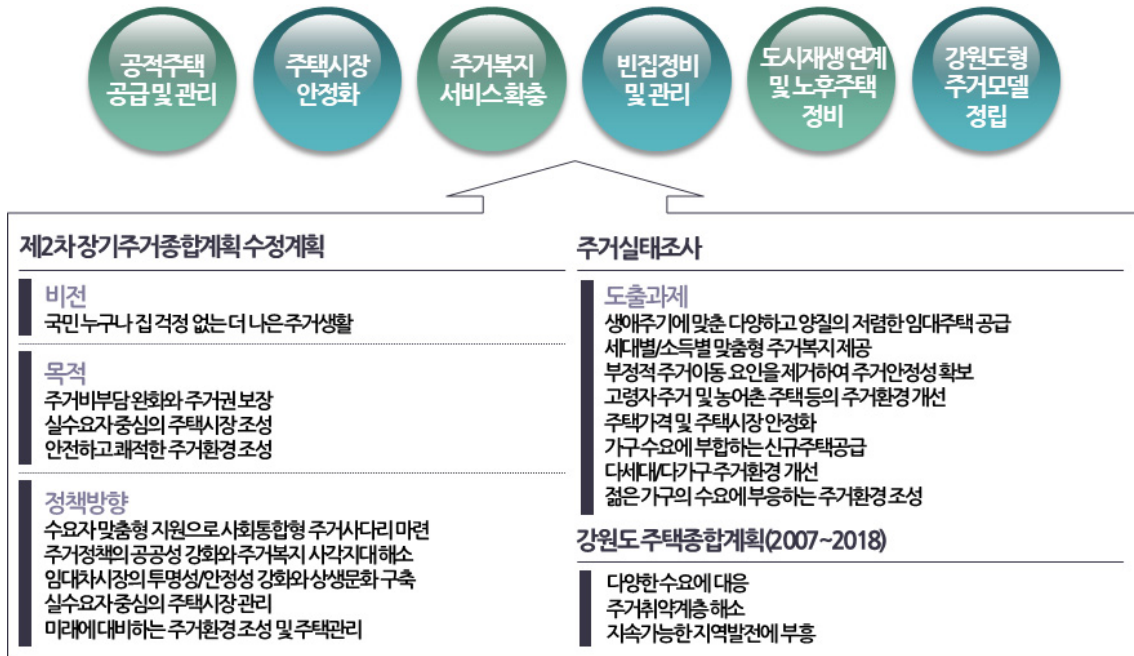 공적주택
공급 및 관리
주택시장
안정화
주거복지
서비스 확충
빈집정비
및 관리
도시재생 연계
및 노후주택
정비
강원도형
주거모델
정립
제2차 장기주거종합계획 수정계획
비전
국민 누구나 집 걱정 없는 더 나은 주거생활
목적
주거비부담 완화와 주거권 보장
실수요자 중심의 주택시장 조성
안전하고 쾌적한 주거환경 조성
정책방향
수요자 맞춤형 지원으로 사회통합형 주거사다리 마련
주거정책의 공공성 강화와 주거복지 사각지대 해소
임대차시장의 투명성/안정성 강화와 상생문화 구축
실수요자 중심의 주택시장 관리
미래에 대비하는 주거환경 조성 및 주택관리
주거실태조사
도출과제
생애주기에 맞춘 다양하고 양질의 저렴한 임대주택 공급
세대별/소득별 맞춤형 주거복지 제공
부정적 주거이동 요인을 제거하여 주거안정성 확보
고령자 주거 및 농어촌 주택 등의 주거환경 개선
주택가격 및 주택시장 안정화
가구 수요에 부합하는 신규주택공급
다세대/다가구 주거환경 개선
젊은 가구의 수요에 부응하는 주거환경 조성
강원도 주택종합계획(2007~2018)
다양한 수요에 대응
주거취약계층 해소
지속가능한 지역발전에 부흥